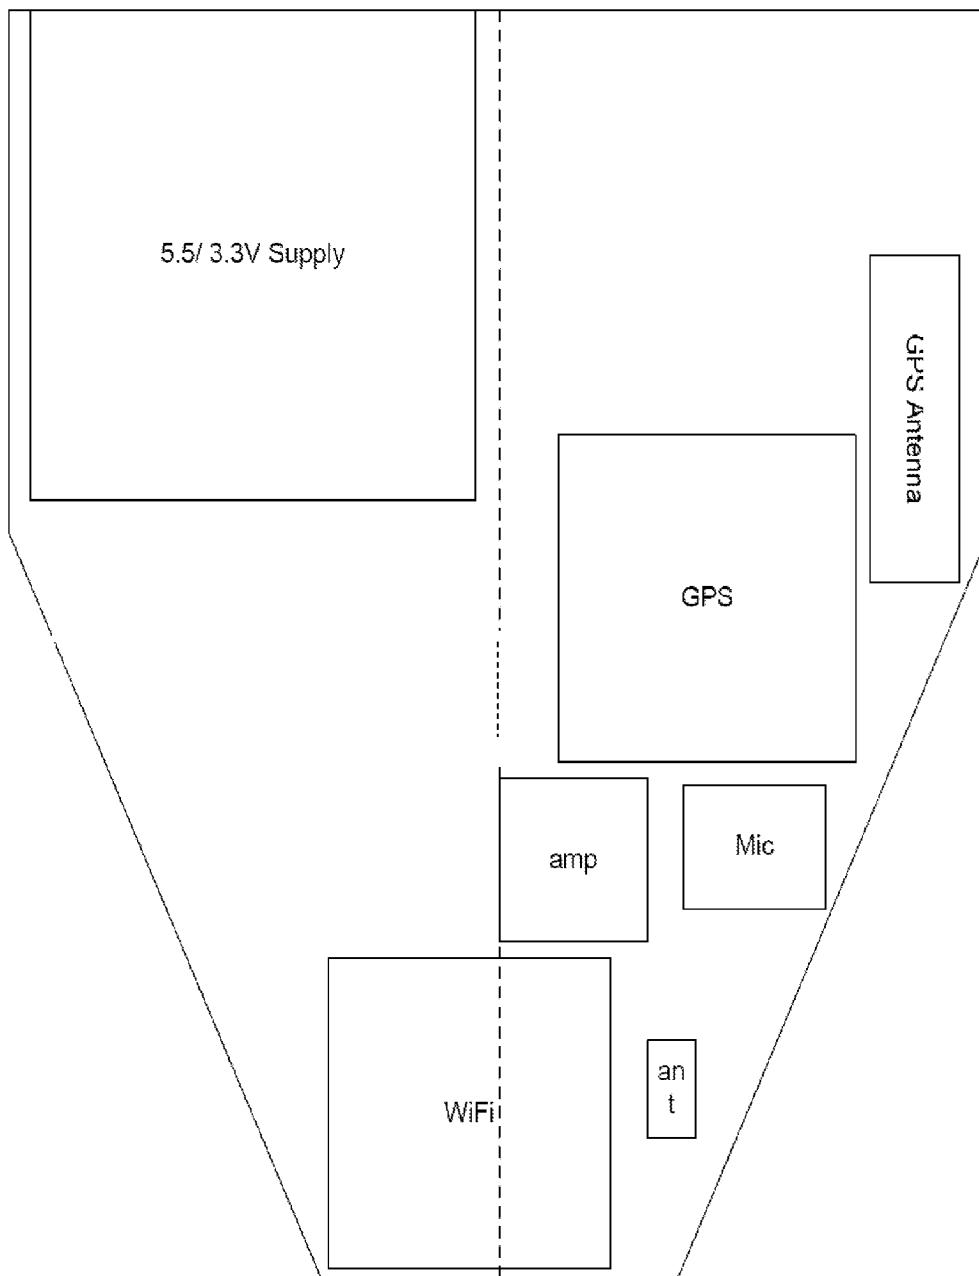 5.5/ 3.3V Supply
GPS Antenna
GPS
amp
Mic
WiFi
an
t